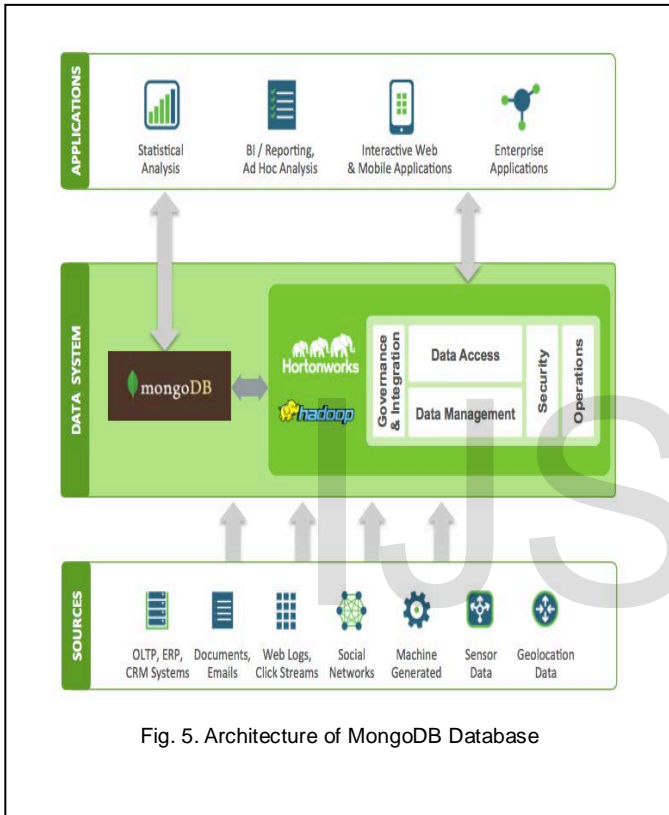 APPLICATIONS
Statistical
Analysis
BI / Reporting,
Ad Hoc Analysis
Interactive Web
& Mobile Applications
Enterprise
Applications
DATA SYSTEM
mongoDB
Hortonworks
hadoop
Governance
& Integration
Data Access
Data Management
Security
Operations
IJS
SOURCES
OLTP, ERP,
CRM Systems
Documents,
Emails
Web Logs,
Click Streams
Social
Networks
Machine
Generated
Sensor
Data
Geolocation
Data
Fig. 5. Architecture of MongoDB Database